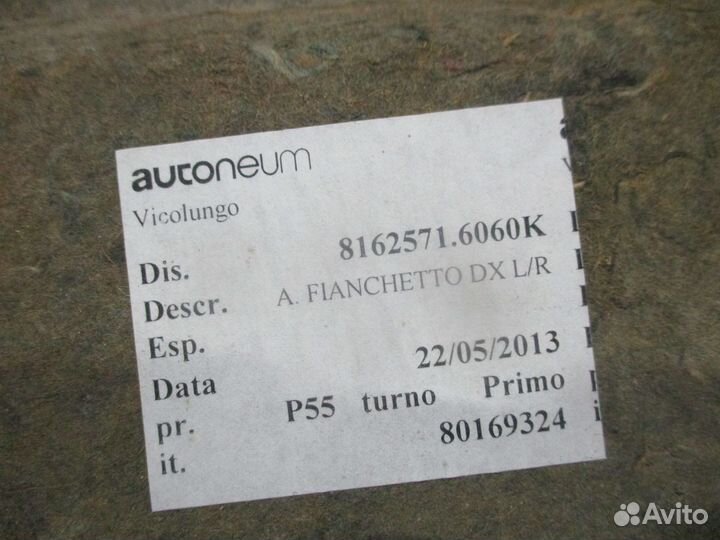 autoneum
Vicolungo
Dis. 8162571.6060K
Descr. A. FIANCHETTO DX L/R
Esp.
Data 22/05/2013
pr. P55 turno Primo
it. 80169324
Avito